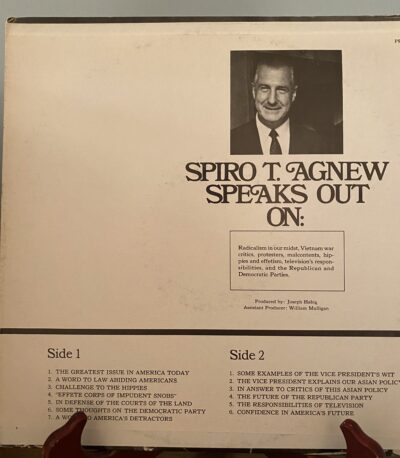 SPIRO T. AGNEW
SPEAKS OUT
ON:
Radicalism in our midst, Vietnam war
critics, protesters, malcontents, hip-
pies and effetism, television's respon-
sibilities, and the Republican and
Democratic Parties.
Produced by: Joseph Hafeg
Assistant Producer: William Mulligan
Side 1
1. THE GREATEST ISSUE IN AMERICA TODAY
2. A WORD TO LAW ABIDING AMERICANS
3. CHALLENGE TO THE HIPPIES
4. "EFFETE CORPS OF IMPUDENT SNOBS"
5. IN DEFENSE OF THE COURTS OF THE LAND
6. SOME THOUGHTS ON THE DEMOCRATIC PARTY
7. A TO AMERICA'S DETRACTORS
Side 2
1. SOME EXAMPLES OF THE VICE PRESIDENT'S WIT
2. THE VICE PRESIDENT EXPLAINS OUR ASIAN POLICY
3. IN ANSWER TO CRITICS OF THIS ASIAN POLICY
4. THE FUTURE OF THE REPUBLICAN PARTY
5. THE RESPONSIBILITIES OF TELEVISION
6. CONFIDENCE IN AMERICA'S FUTURE